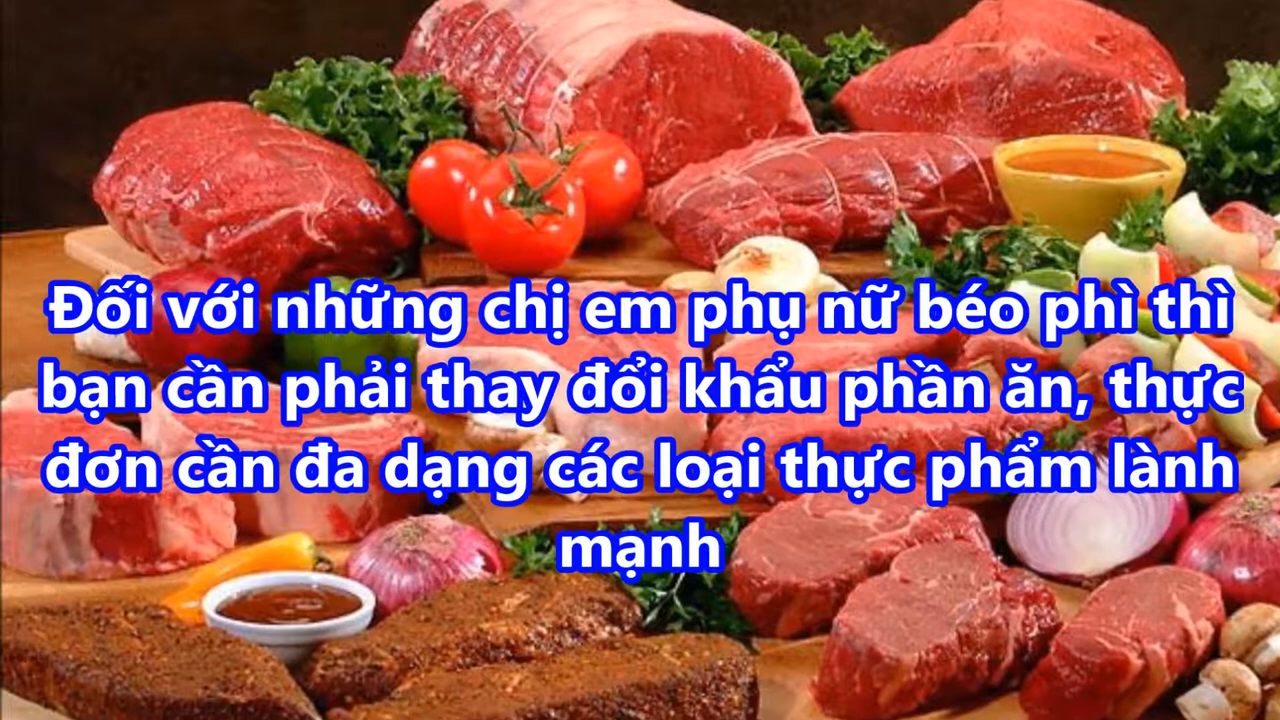 Đối với những chị em phụ nữ béo phì thì
bạn cần phải thay đổi khẩu phần ăn, thực
đơn cần đa dạng các loại thực phẩm lành
mạnh